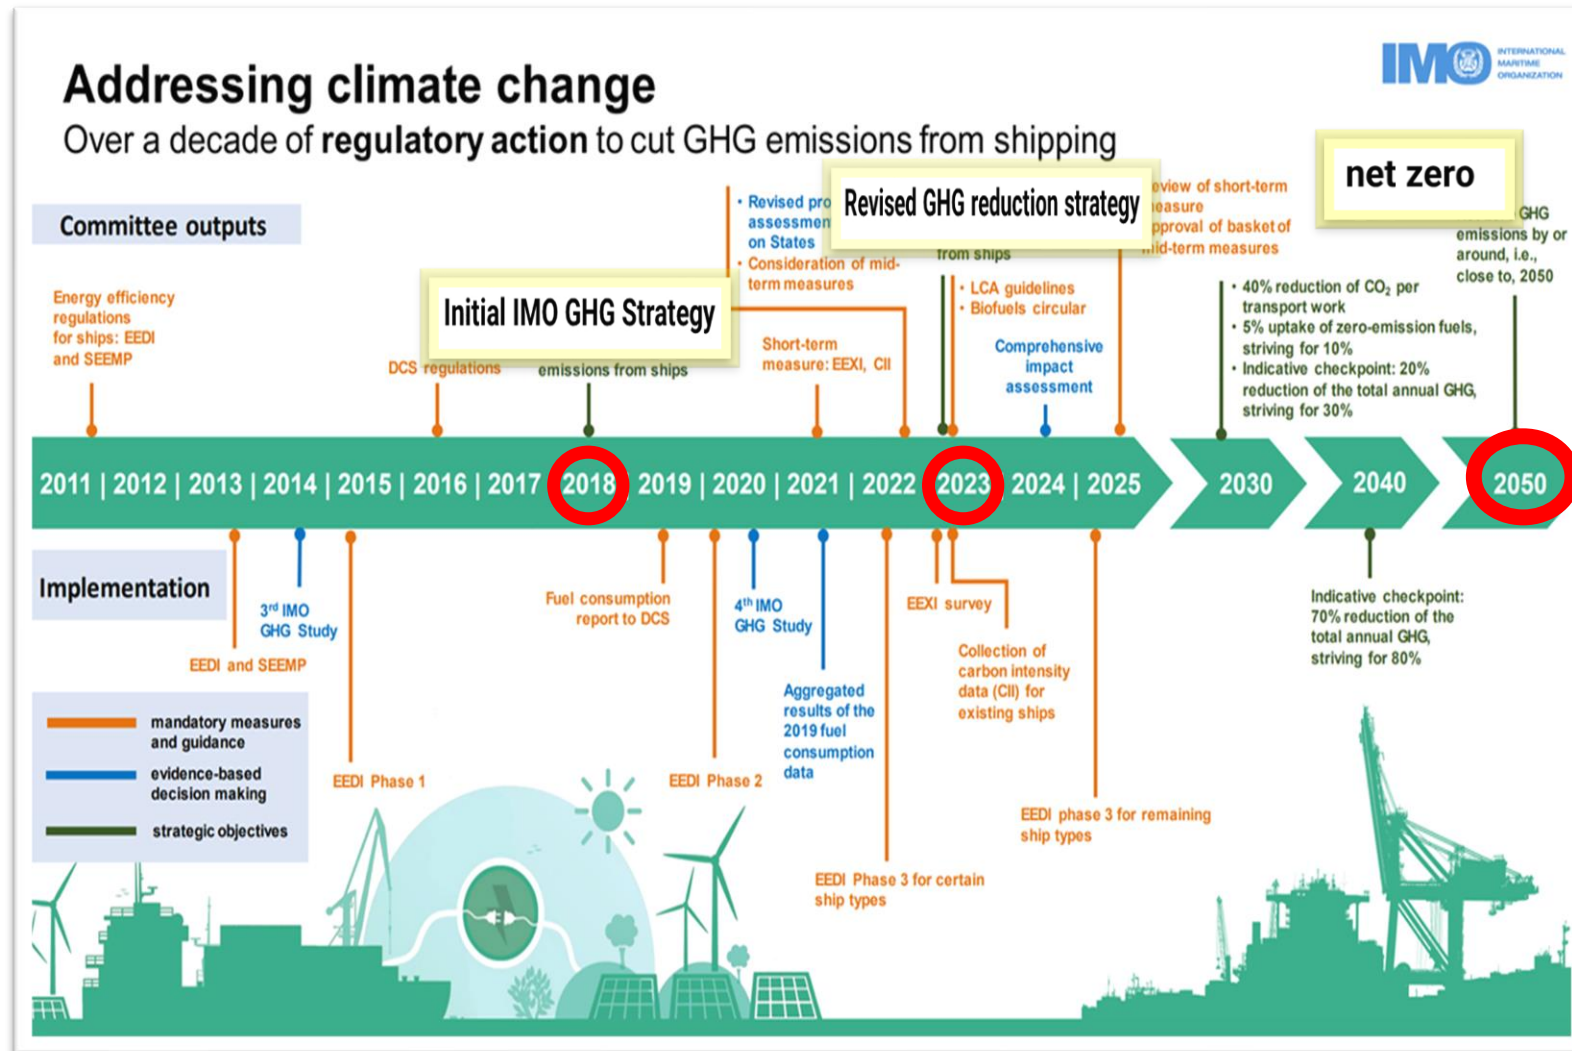 Addressing climate change
Over a decade of regulatory action to cut GHG emissions from shipping
IMO
INTERNATIONAL
MARITIME
ORGANIZATION
Committee outputs
Energy efficiency
regulations
for ships: EEDI
and SEEMP
DCS regulations
Initial IMO GHG Strategy
emissions from ships
• Revised
assessment
on States
• Consideration of mid-
term measures
Short-term
measure: EEXI, CII
Revised GHG reduction strategy
from ships
• LCA guidelines
• Biofuels circular
Comprehensive
impact
assessment
of short-term
of basket of
mid-term measures
• 40% reduction of CO₂ per
transport work
• 5% uptake of zero-emission fuels,
striving for 10%
• Indicative checkpoint: 20%
reduction of the total annual GHG,
striving for 30%
net zero
GHG
emissions by or
around, i.e.,
close to, 2050
2011 | 2012 | 2013 | 2014 | 2015 | 2016 | 2017 | 2018 | 2019 | 2020 | 2021 | 2022 | 2023 | 2024 | 2025
2030
2040
2050
Implementation
EEDI and SEEMP
3rd IMO
GHG Study
EEDI Phase 1
Fuel consumption
report to DCS
EEDI Phase 2
4th IMO
GHG Study
Aggregated
results of the
2019 fuel
consumption
data
EEDI Phase 3 for certain
ship types
EEXI survey
Collection of
carbon intensity
data (CII) for
existing ships
EEDI phase 3 for remaining
ship types
Indicative checkpoint:
70% reduction of the
total annual GHG,
striving for 80%
mandatory measures
and guidance
evidence-based
decision making
strategic objectives